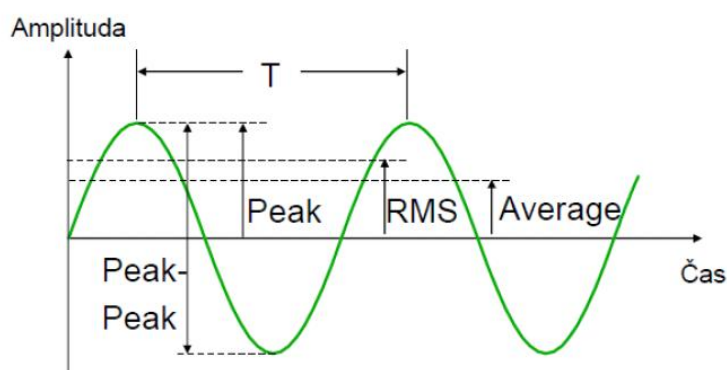 Amplituda
T
Peak
RMS
Average
Peak-
Peak
Čas